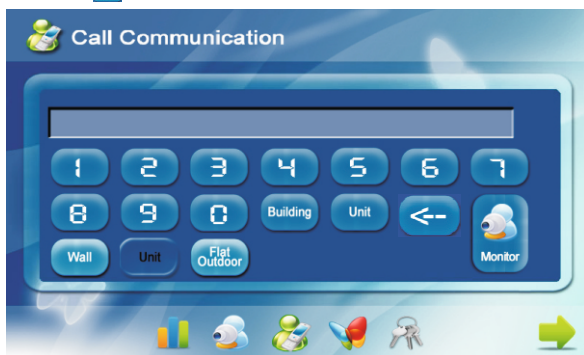 Call Communication
1 2 3 4 5 6 7
8 9 0 Building Unit <--
Wall Unit Flat Outdoor Monitor